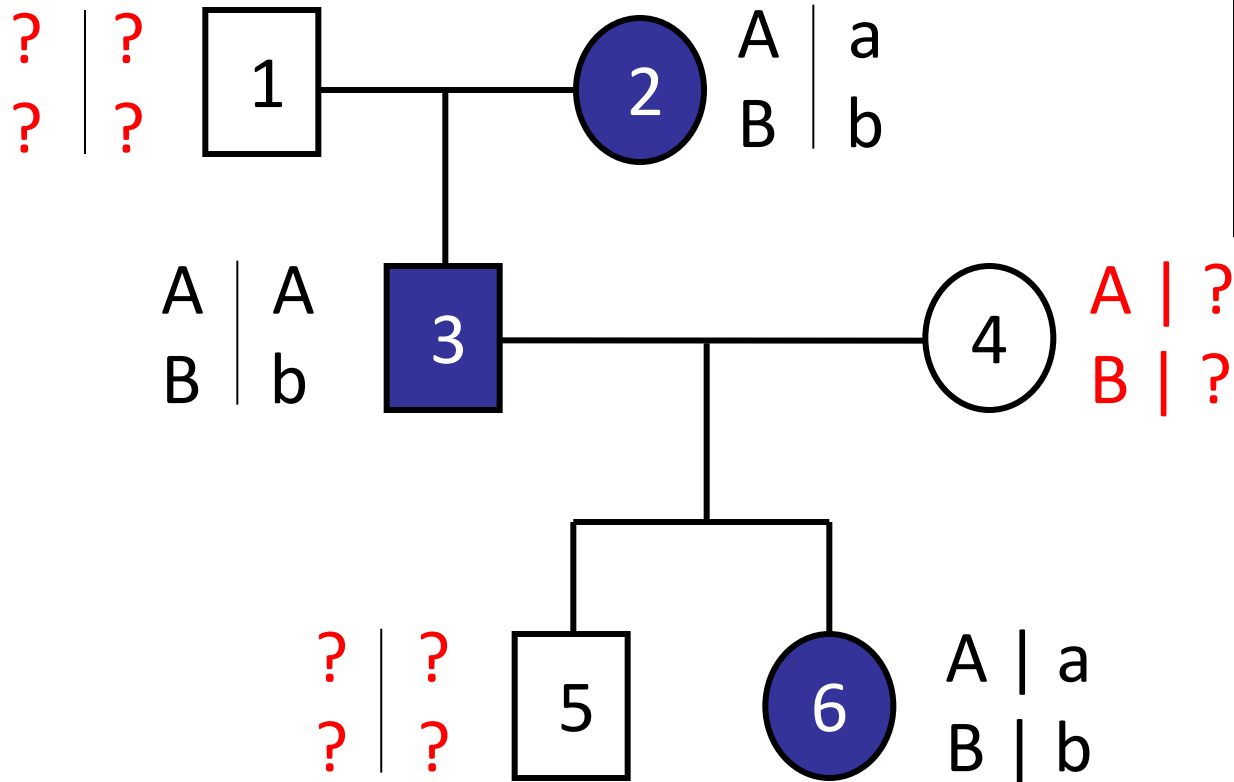 ? | ? 1 2 A | a
? | ? B | b
A | A 3 4 A | ?
B | b B | ?
? | ? 5 6 A | a
? | ? B | b